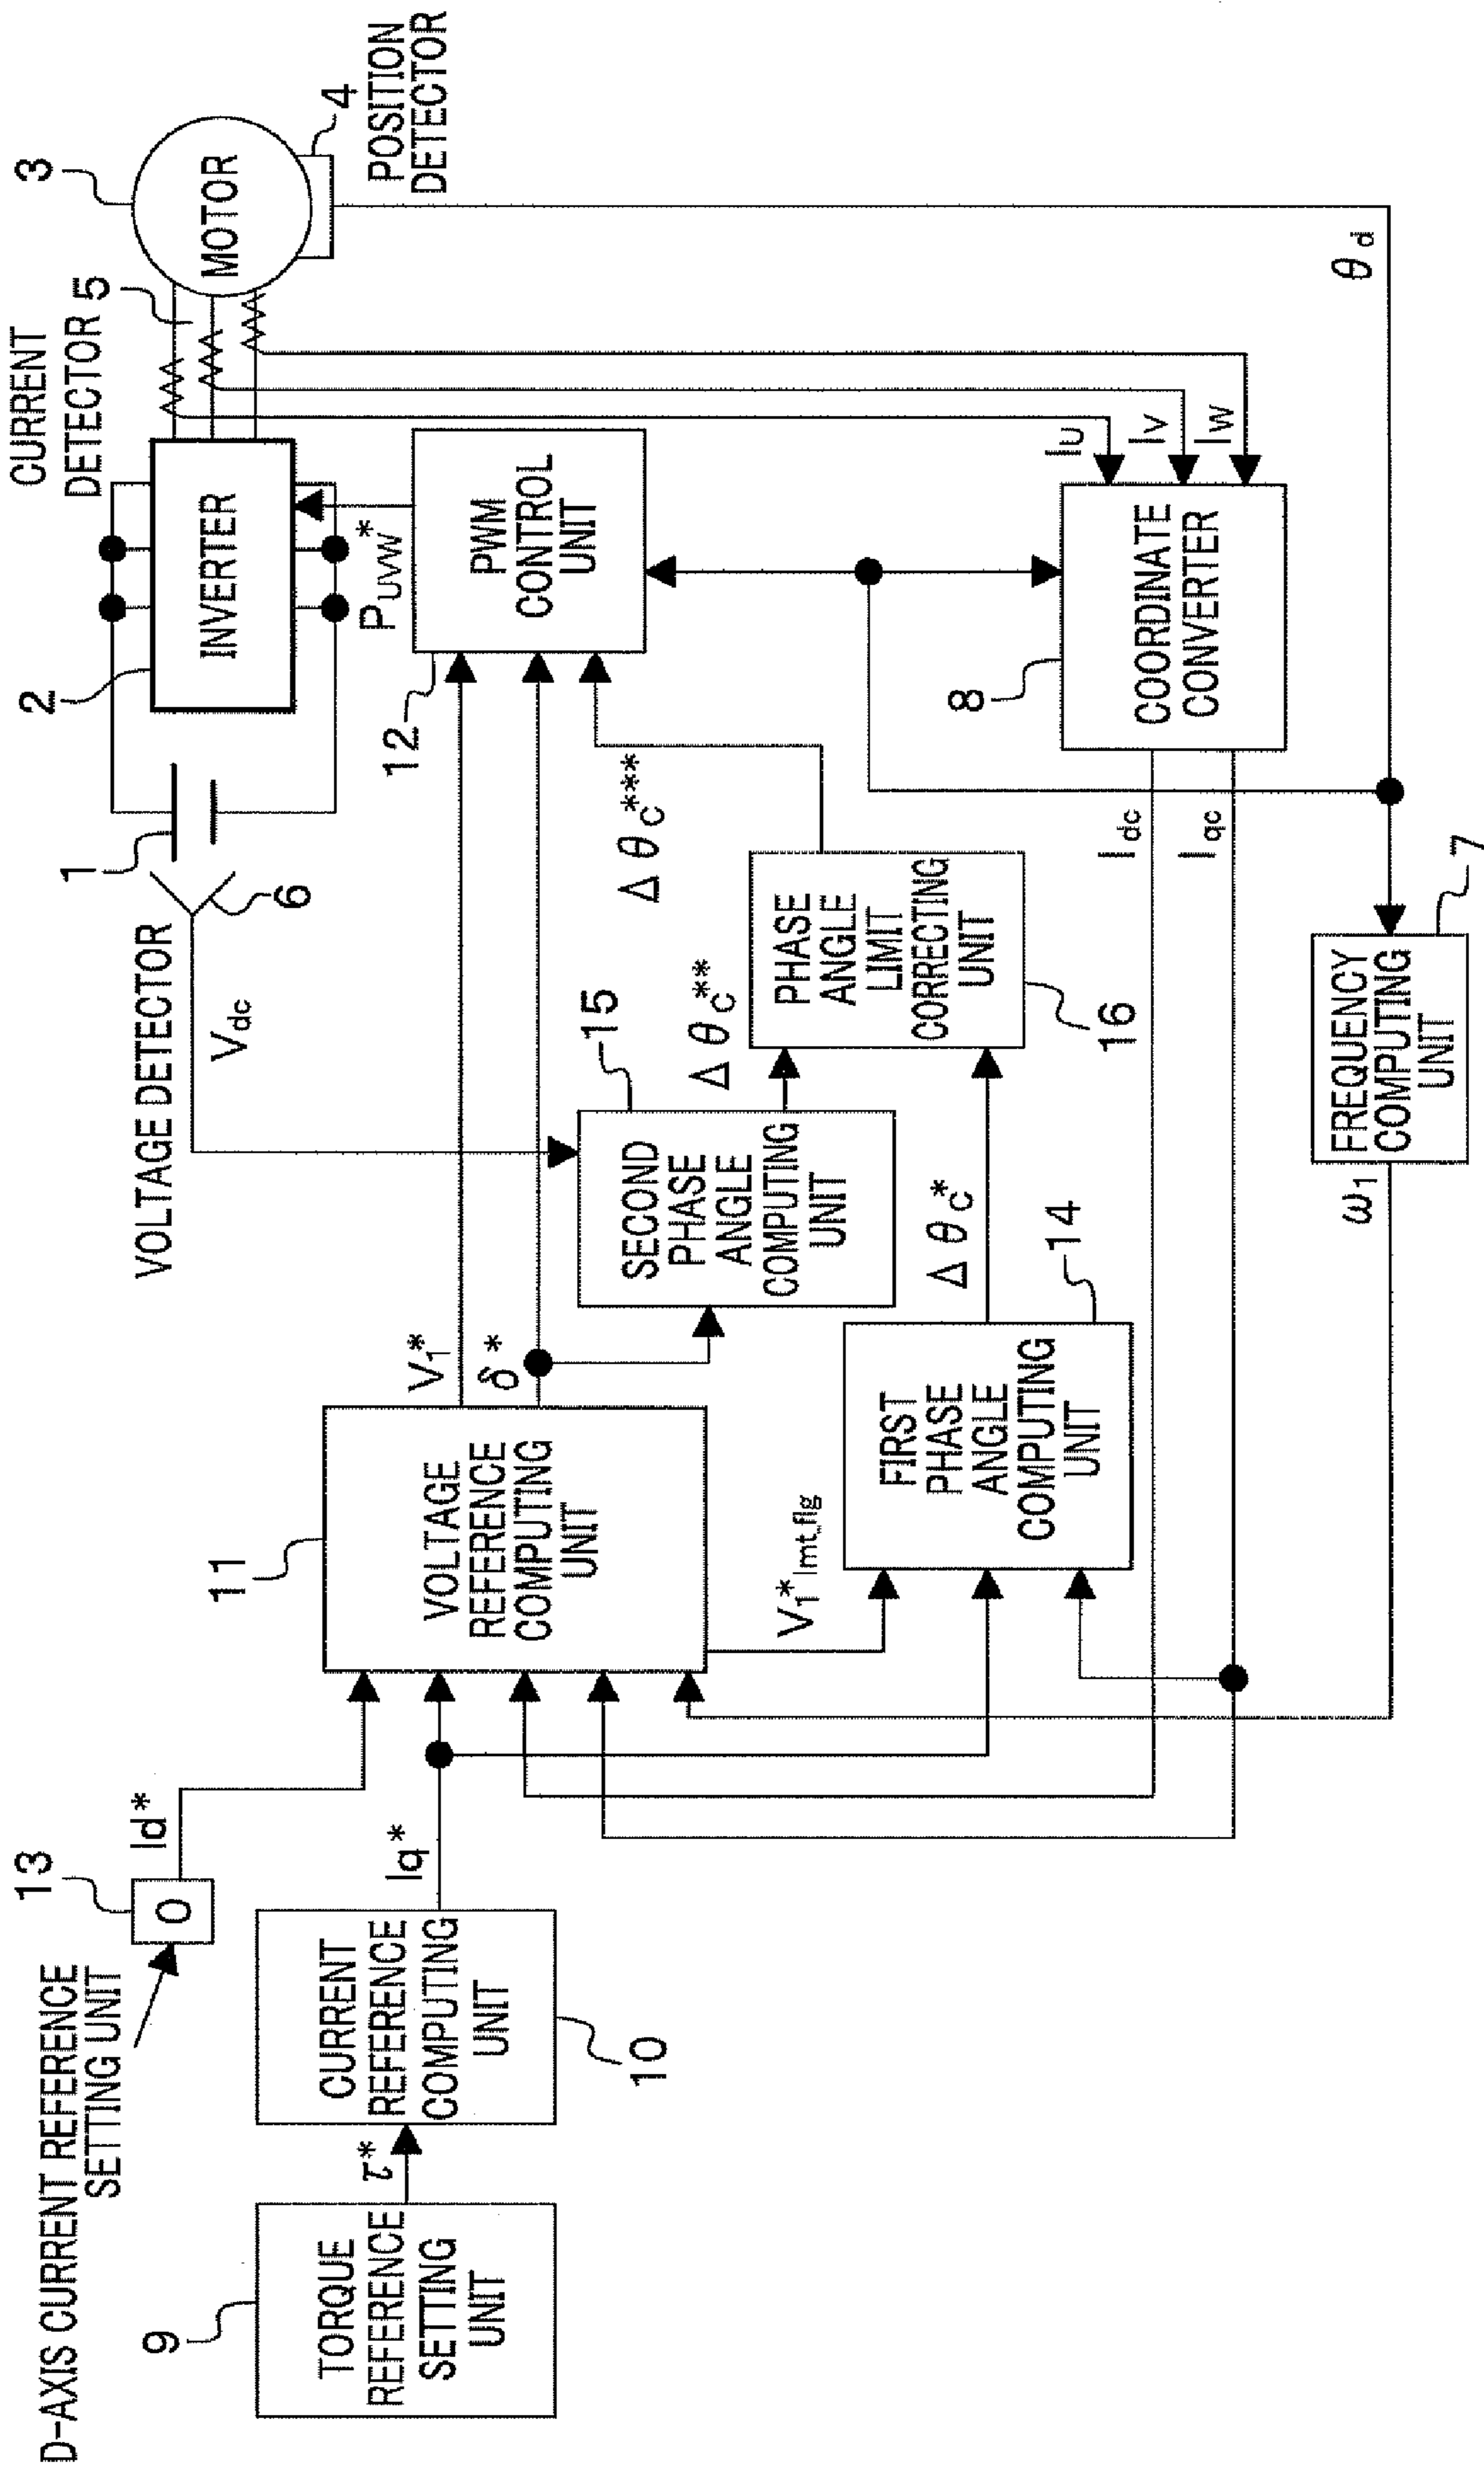 D-AXIS CURRENT REFERENCE
SETTING UNIT
13
0
Id*
9
TORQUE
REFERENCE
SETTING
UNIT
τ*
CURRENT
REFERENCE
COMPUTING
UNIT
10
Iq*
11
VOLTAGE
REFERENCE
COMPUTING
UNIT
V1*
δ*
V1*lmt_flg
FIRST
PHASE
ANGLE
COMPUTING
UNIT
14
Δθc*
VOLTAGE DETECTOR
6
Vdc
15
SECOND
PHASE
ANGLE
COMPUTING
UNIT
Δθc**
PHASE
ANGLE
LIMIT
CORRECTING
UNIT
16
Δθc***
1
2
INVERTER
CURRENT
DETECTOR
5
3
MOTOR
4
POSITION
DETECTOR
PUVW*
12
PWM
CONTROL
UNIT
IU
IV
IW
8
COORDINATE
CONVERTER
Idc
Iqc
θd
7
FREQUENCY
COMPUTING
UNIT
ω1